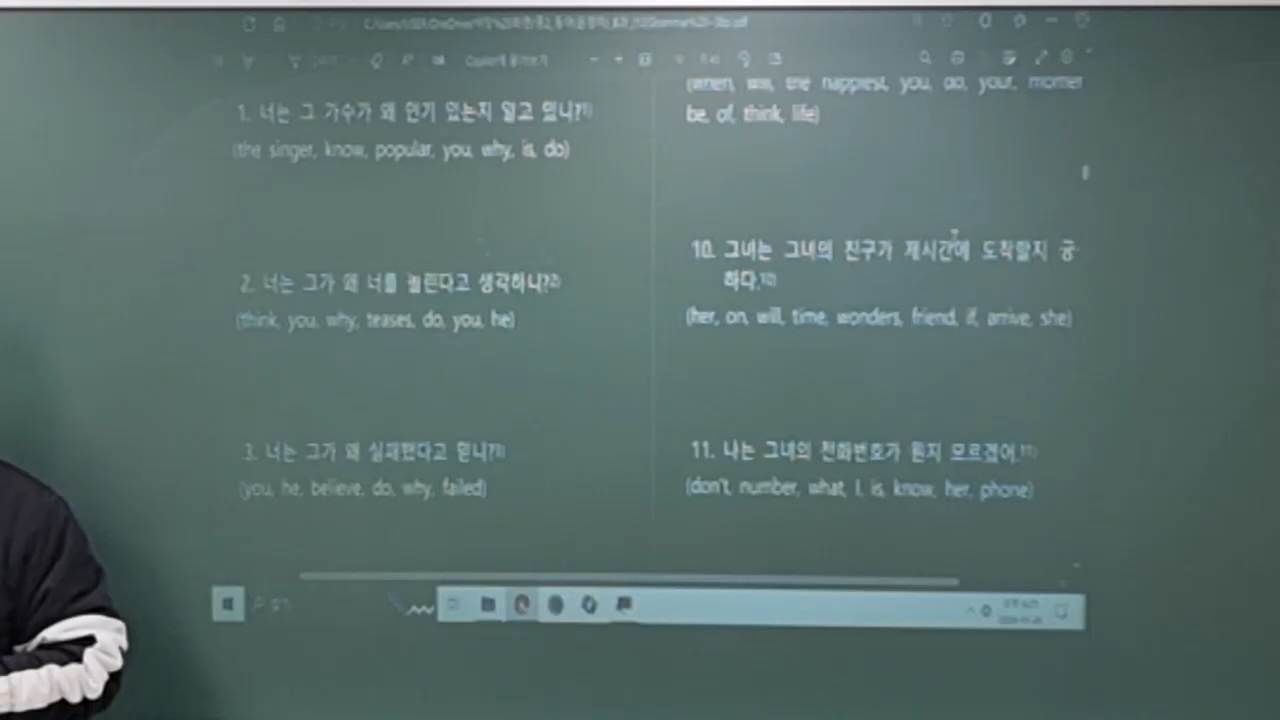 1. 너는 그 가수가 왜 인기 있는지 알고 있니?1)
(the singer, know, popular, you, why, is, do)
2. 너는 그가 왜 너를 놀린다고 생각하니?2)
(think, you, why, teases, do, you, he)
3. 너는 그가 왜 실패했다고 믿니?3)
(you, he, believe, do, why, failed)
(when, will, the happiest, you, do, your, moment
be, of, think, life)
10. 그녀는 그녀의 친구가 제시간에 도착할지 궁
하다.10)
(her, on, will, time, wonders, friend, if, arrive, she)
11. 나는 그녀의 전화번호가 뭔지 모르겠어.11)
(don't, number, what, I, is, know, her, phone)